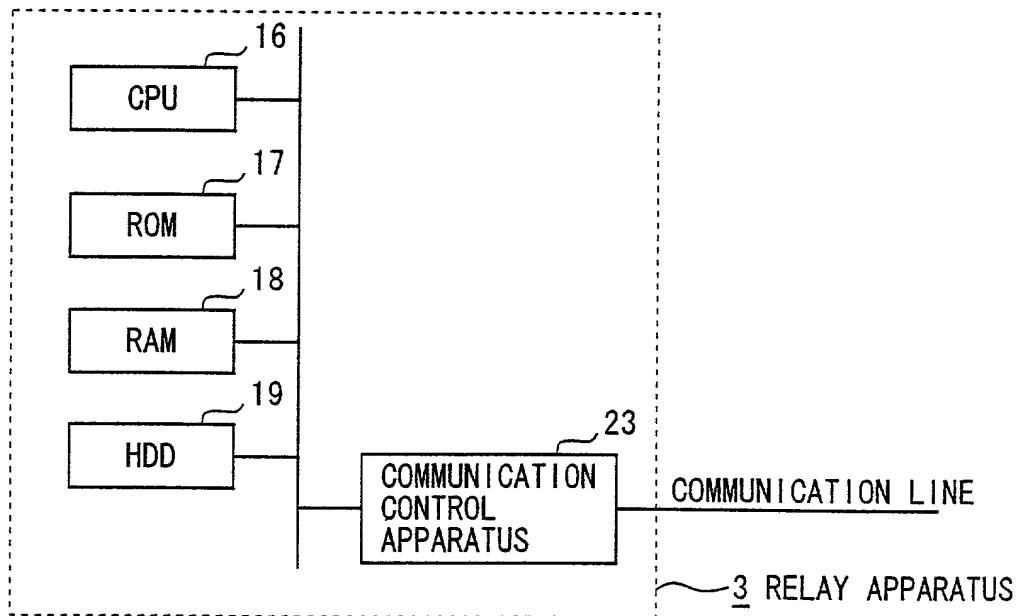 16
CPU
17
ROM
18
RAM
19
HDD
23
COMMUNICATION
CONTROL
APPARATUS
COMMUNICATION LINE
3 RELAY APPARATUS